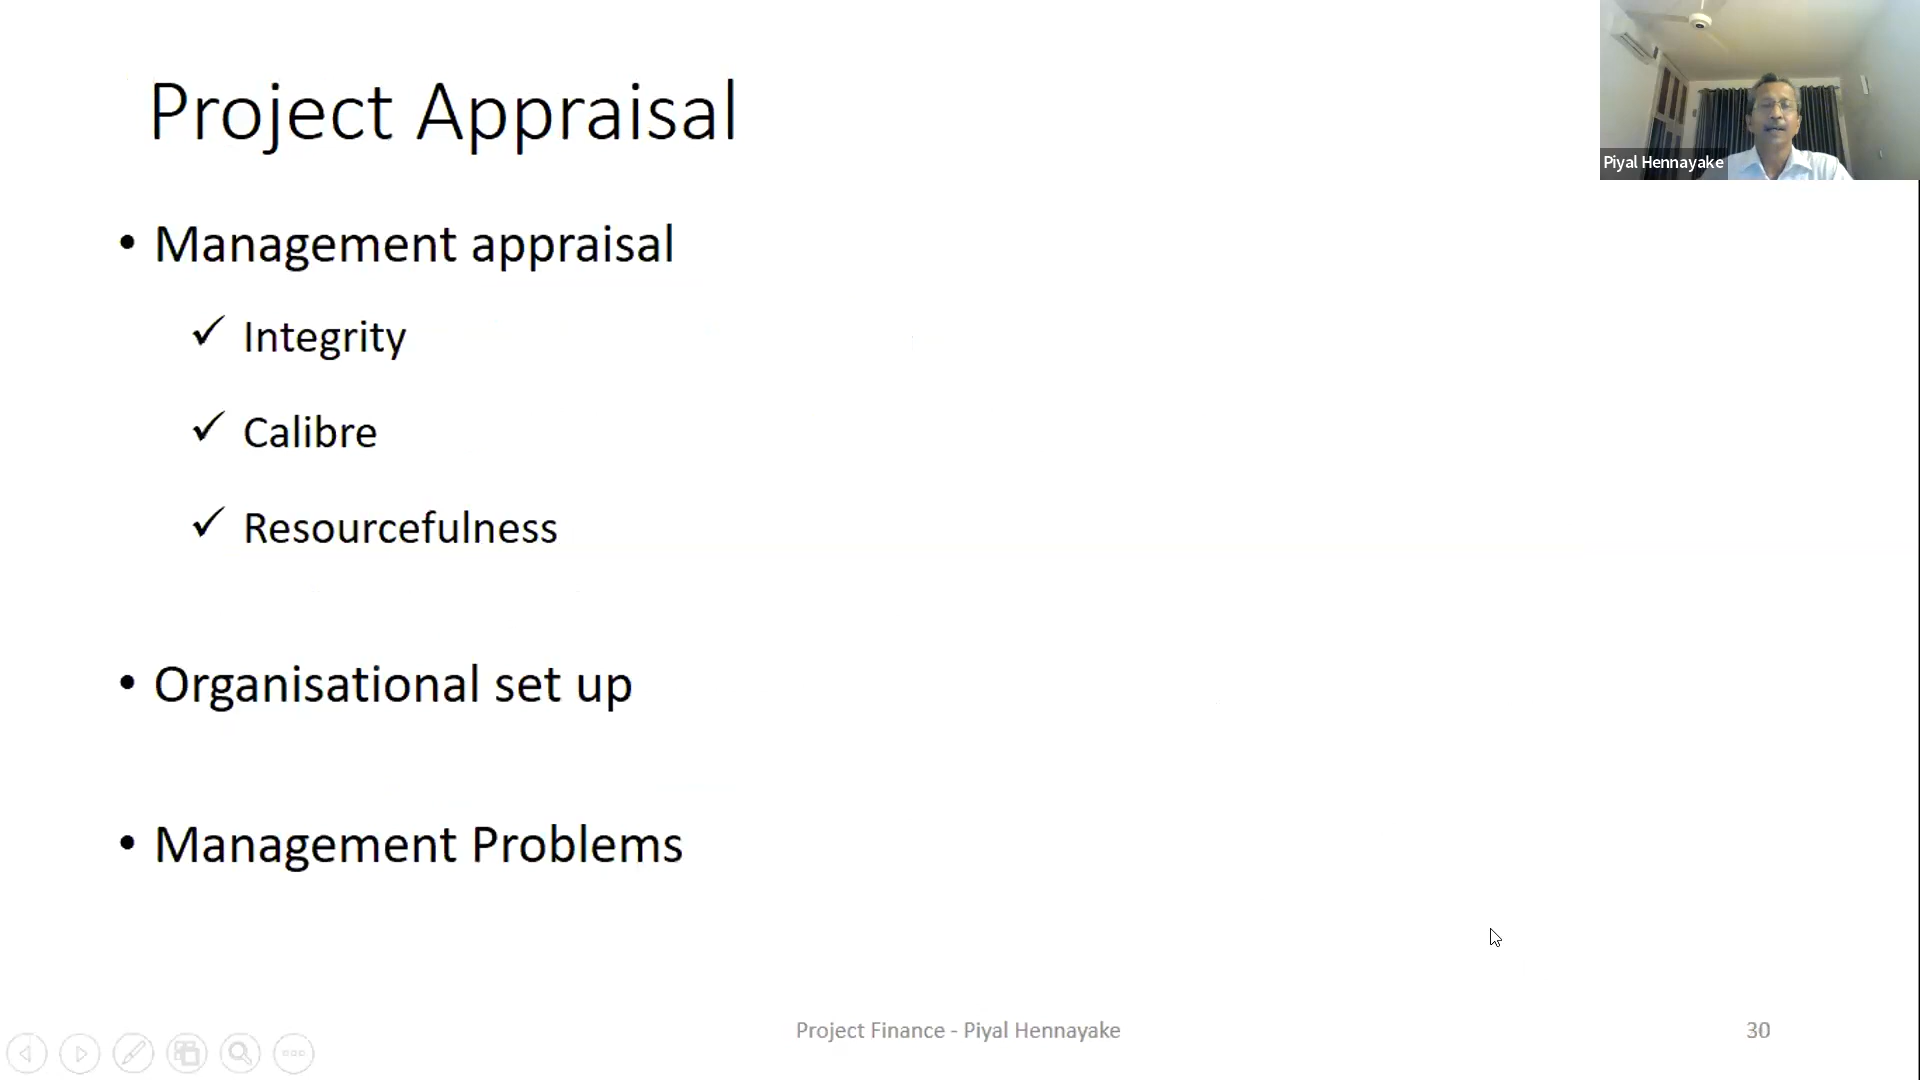 Project Appraisal
Piyal Hennayake
• Management appraisal
✓ Integrity
✓ Calibre
✓ Resourcefulness
• Organisational set up
• Management Problems
Project Finance - Piyal Hennayake
30